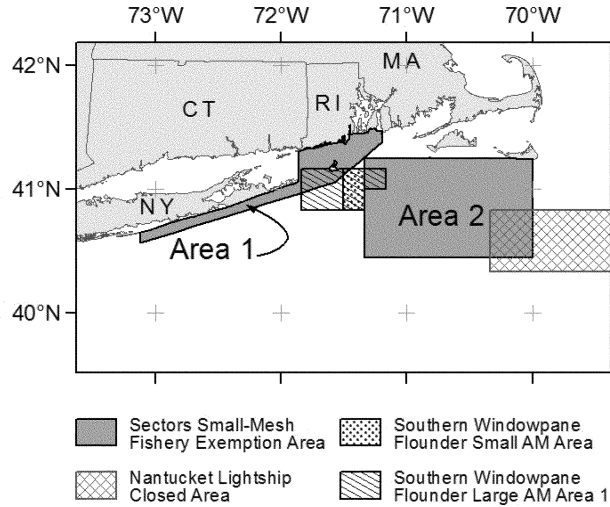 73°W 72°W 71°W 70°W
42°N
MA
RI
CT
41°N
NY
Area 2
Area 1
40°N
Sectors Small-Mesh
Fishery Exemption Area
Southern Windowpane
Flounder Small AM Area
Nantucket Lightship
Closed Area
Southern Windowpane
Flounder Large AM Area 1